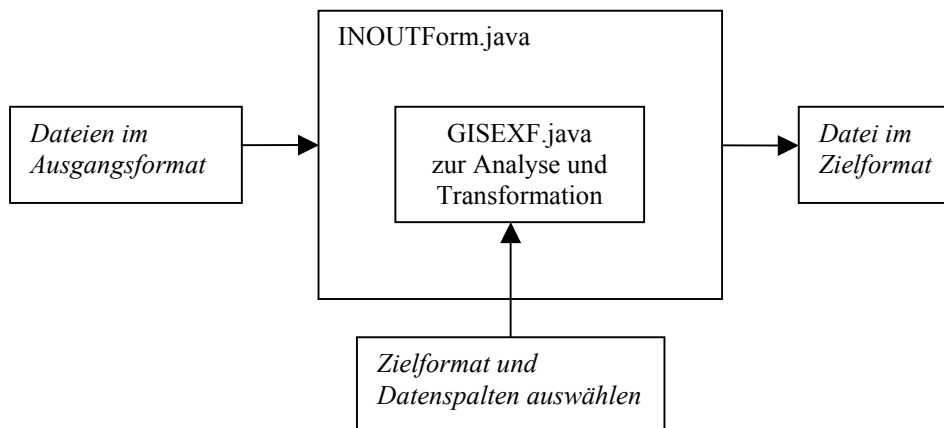 INOUTForm.java
Dateien im
Ausgangsformat
GISEXF.java
zur Analyse und
Transformation
Datei im
Zielformat
Zielformat und
Datenspalten auswählen